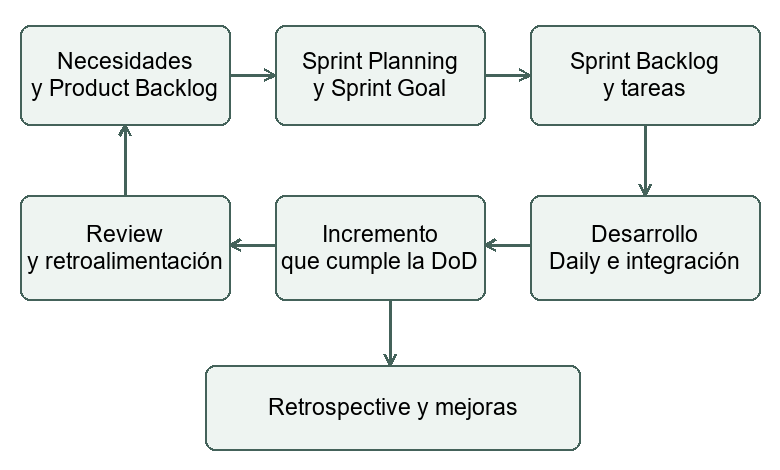 Necesidades
y Product Backlog
Sprint Planning
y Sprint Goal
Sprint Backlog
y tareas
Review
y retroalimentación
Incremento
que cumple la DoD
Desarrollo
Daily e integración
Retrospective y mejoras